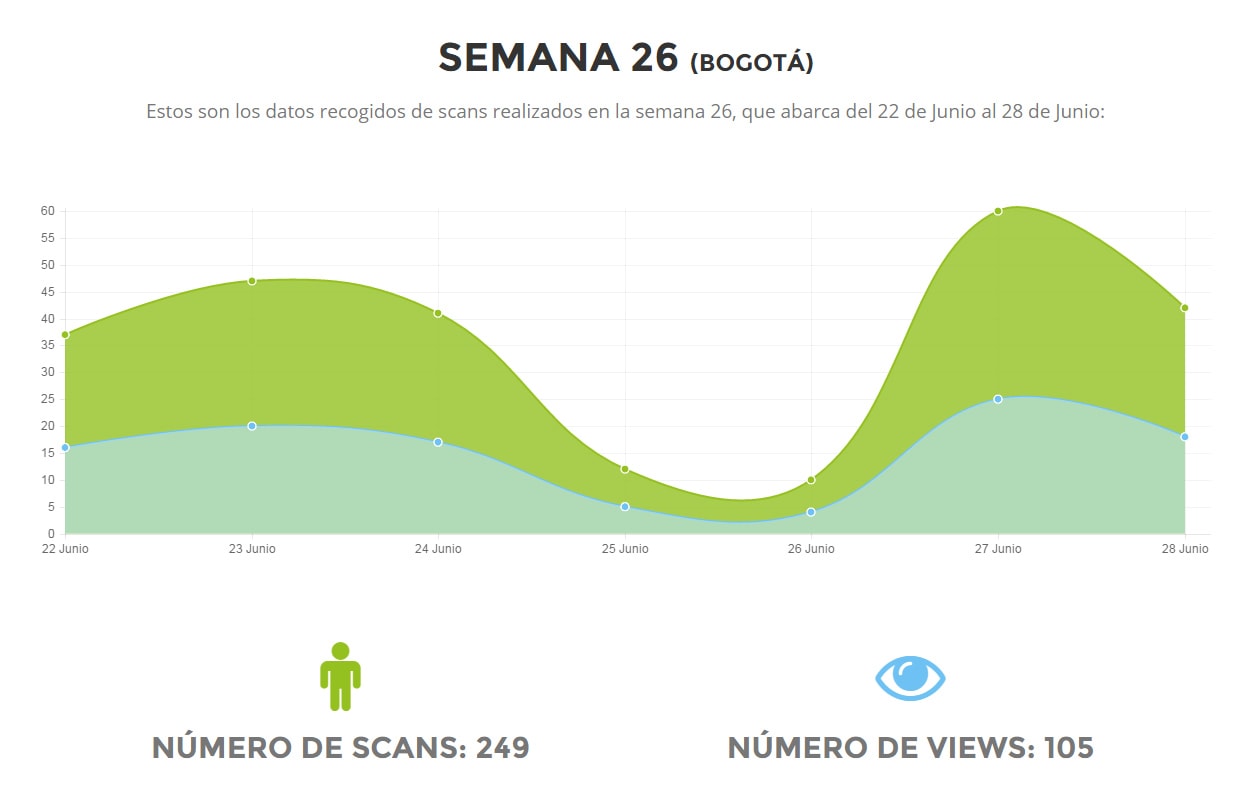 SEMANA 26 (BOGOTÁ)
Estos son los datos recogidos de scans realizados en la semana 26, que abarca del 22 de Junio al 28 de Junio:
60
55
50
45
40
35
30
25
20
15
10
5
0
22 Junio 23 Junio 24 Junio 25 Junio 26 Junio 27 Junio 28 Junio
NÚMERO DE SCANS: 249
NÚMERO DE VIEWS: 105